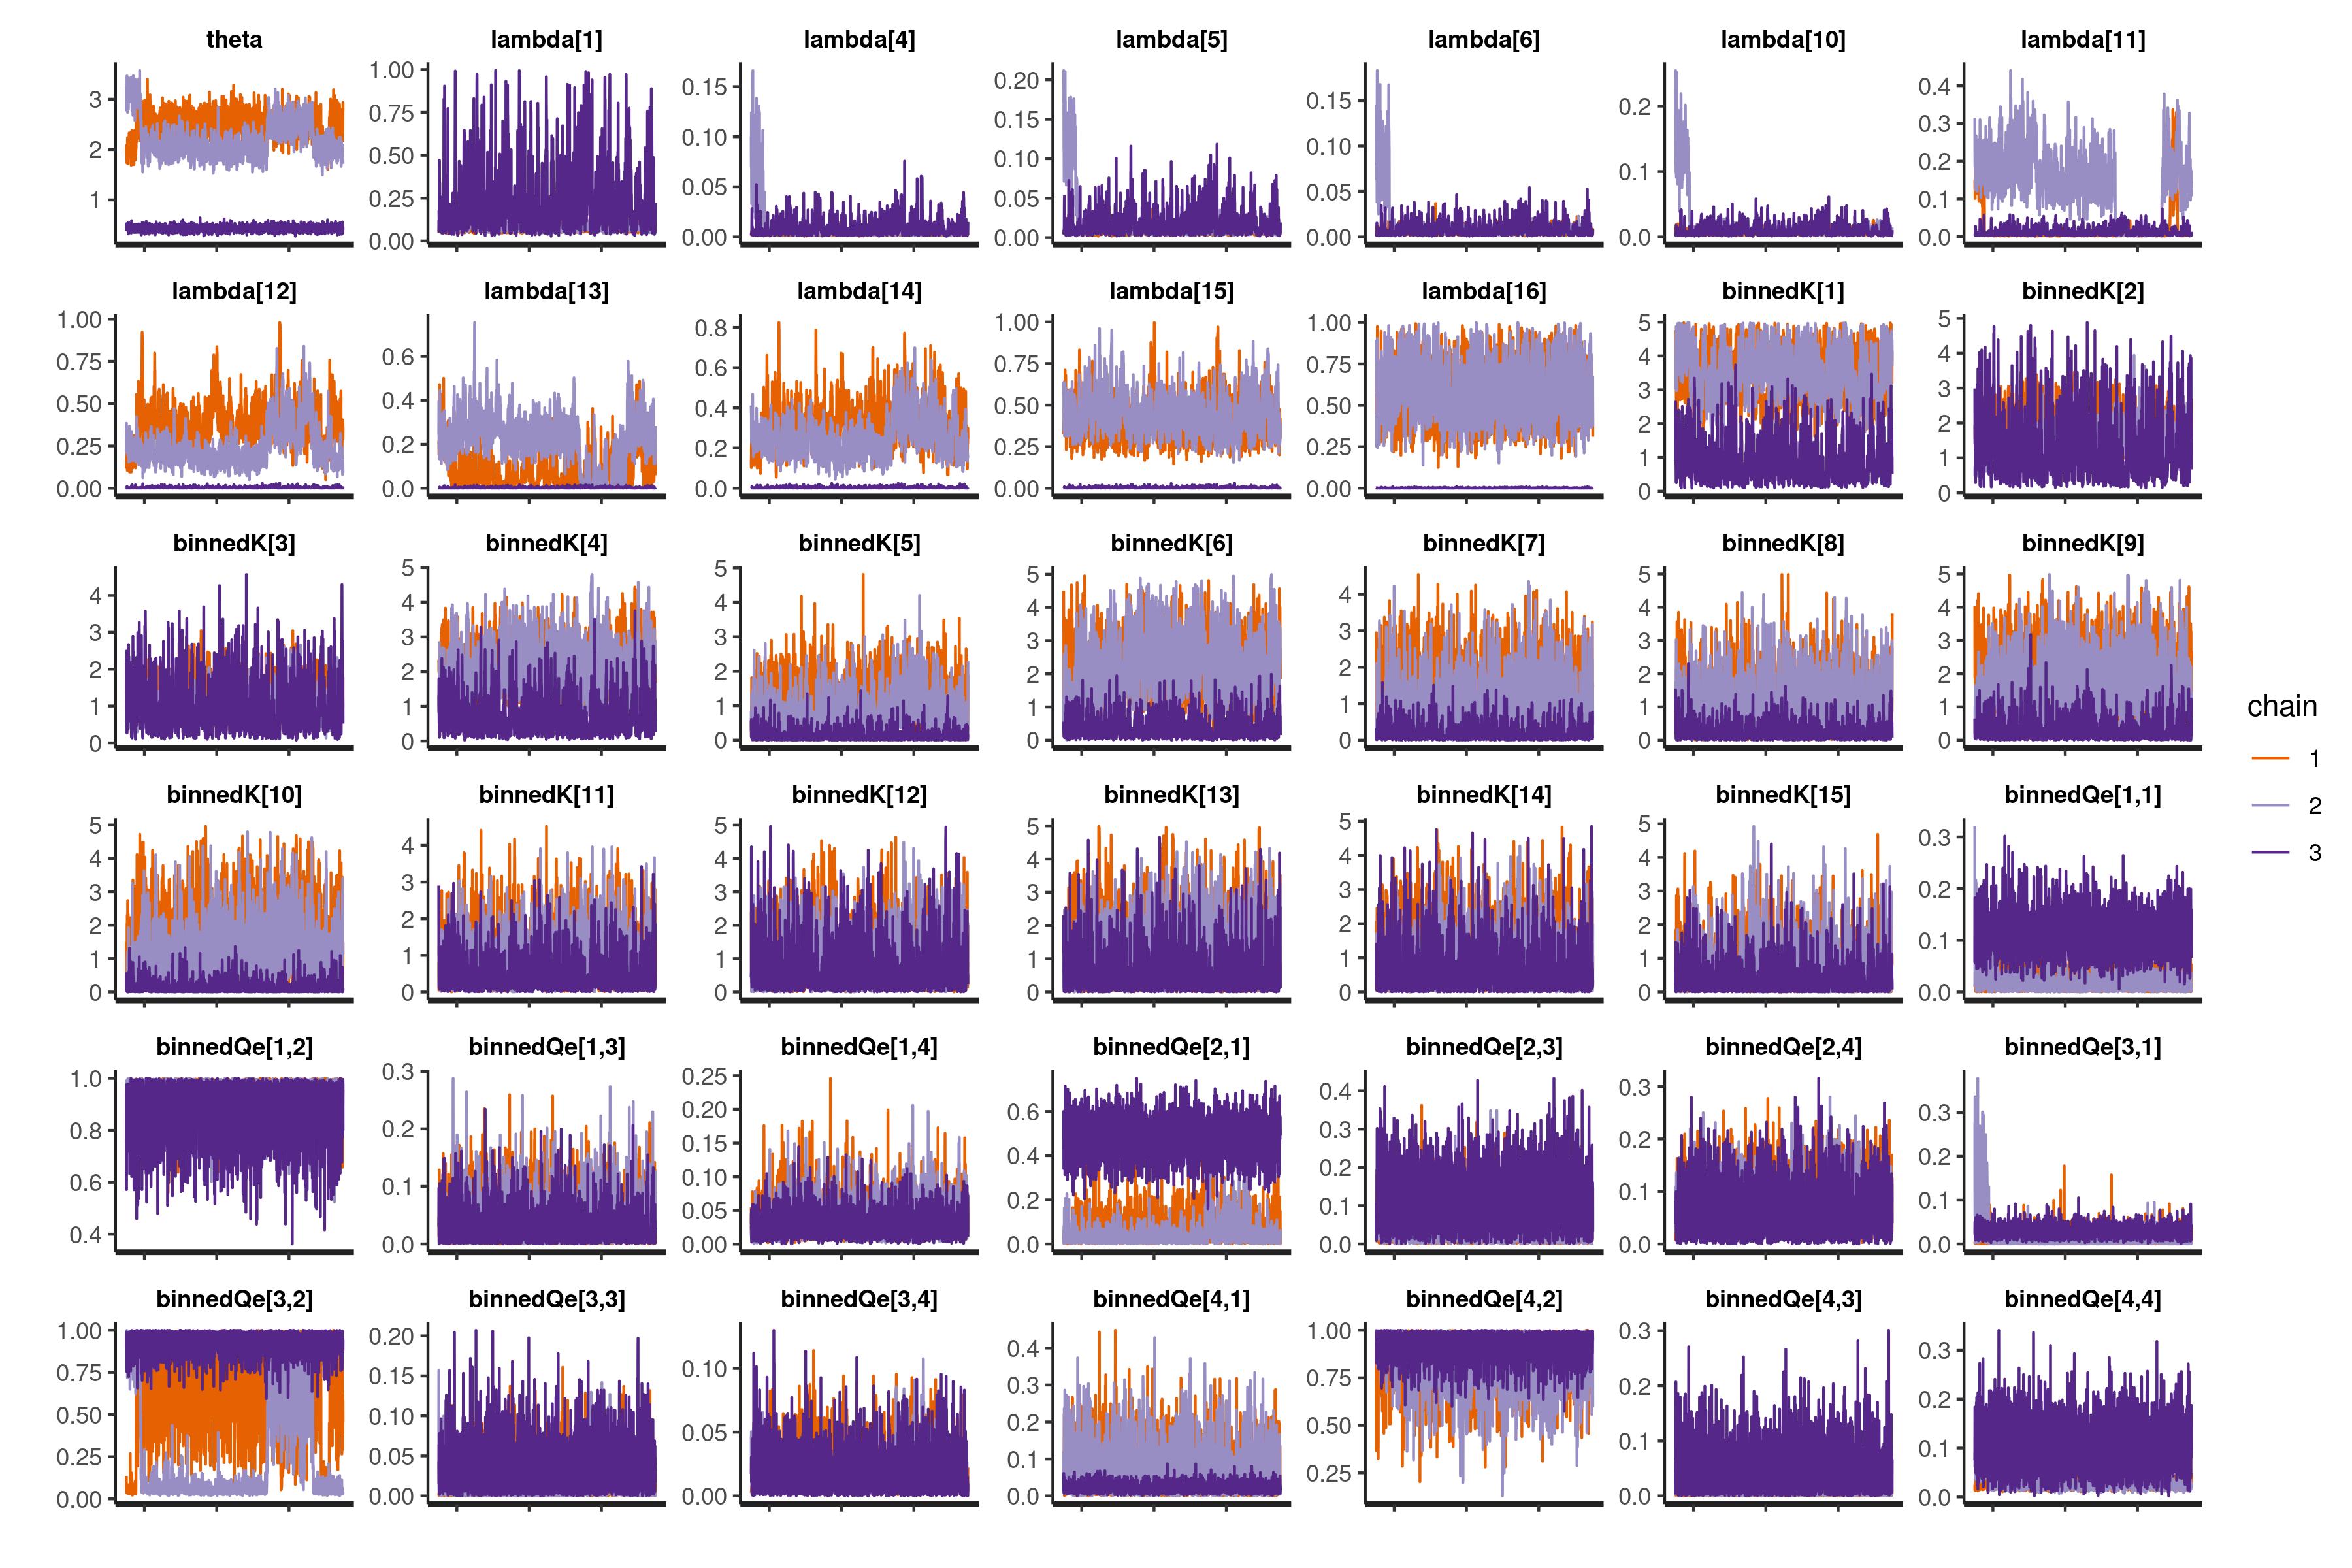 theta lambda[1] lambda[4] lambda[5] lambda[6] lambda[10] lambda[11]
3 2 1
1.00 0.75 0.50 0.25 0.00
0.15 0.10 0.05 0.00
0.20 0.15 0.10 0.05 0.00
0.15 0.10 0.05 0.00
0.2 0.1 0.0
0.4 0.3 0.2 0.1 0.0
lambda[12] lambda[13] lambda[14] lambda[15] lambda[16] binnedK[1] binnedK[2]
1.00 0.75 0.50 0.25 0.00
0.6 0.4 0.2 0.0
0.8 0.6 0.4 0.2 0.0
1.00 0.75 0.50 0.25 0.00
1.00 0.75 0.50 0.25 0.00
5 4 3 2 1 0
5 4 3 2 1 0
binnedK[3] binnedK[4] binnedK[5] binnedK[6] binnedK[7] binnedK[8] binnedK[9]
4 3 2 1 0
5 4 3 2 1 0
5 4 3 2 1 0
5 4 3 2 1 0
4 3 2 1 0
5 4 3 2 1 0
5 4 3 2 1 0
chain
1
2
3
binnedK[10] binnedK[11] binnedK[12] binnedK[13] binnedK[14] binnedK[15] binnedQe[1,1]
5 4 3 2 1 0
4 3 2 1 0
5 4 3 2 1 0
5 4 3 2 1 0
5 4 3 2 1 0
5 4 3 2 1 0
0.3 0.2 0.1 0.0
binnedQe[1,2] binnedQe[1,3] binnedQe[1,4] binnedQe[2,1] binnedQe[2,3] binnedQe[2,4] binnedQe[3,1]
1.0 0.8 0.6 0.4
0.3 0.2 0.1 0.0
0.25 0.20 0.15 0.10 0.05 0.00
0.6 0.4 0.2 0.0
0.4 0.3 0.2 0.1 0.0
0.3 0.2 0.1 0.0
0.3 0.2 0.1 0.0
binnedQe[3,2] binnedQe[3,3] binnedQe[3,4] binnedQe[4,1] binnedQe[4,2] binnedQe[4,3] binnedQe[4,4]
1.00 0.75 0.50 0.25 0.00
0.20 0.15 0.10 0.05 0.00
0.10 0.05 0.00
0.4 0.3 0.2 0.1 0.0
1.00 0.75 0.50 0.25
0.3 0.2 0.1 0.0
0.3 0.2 0.1 0.0